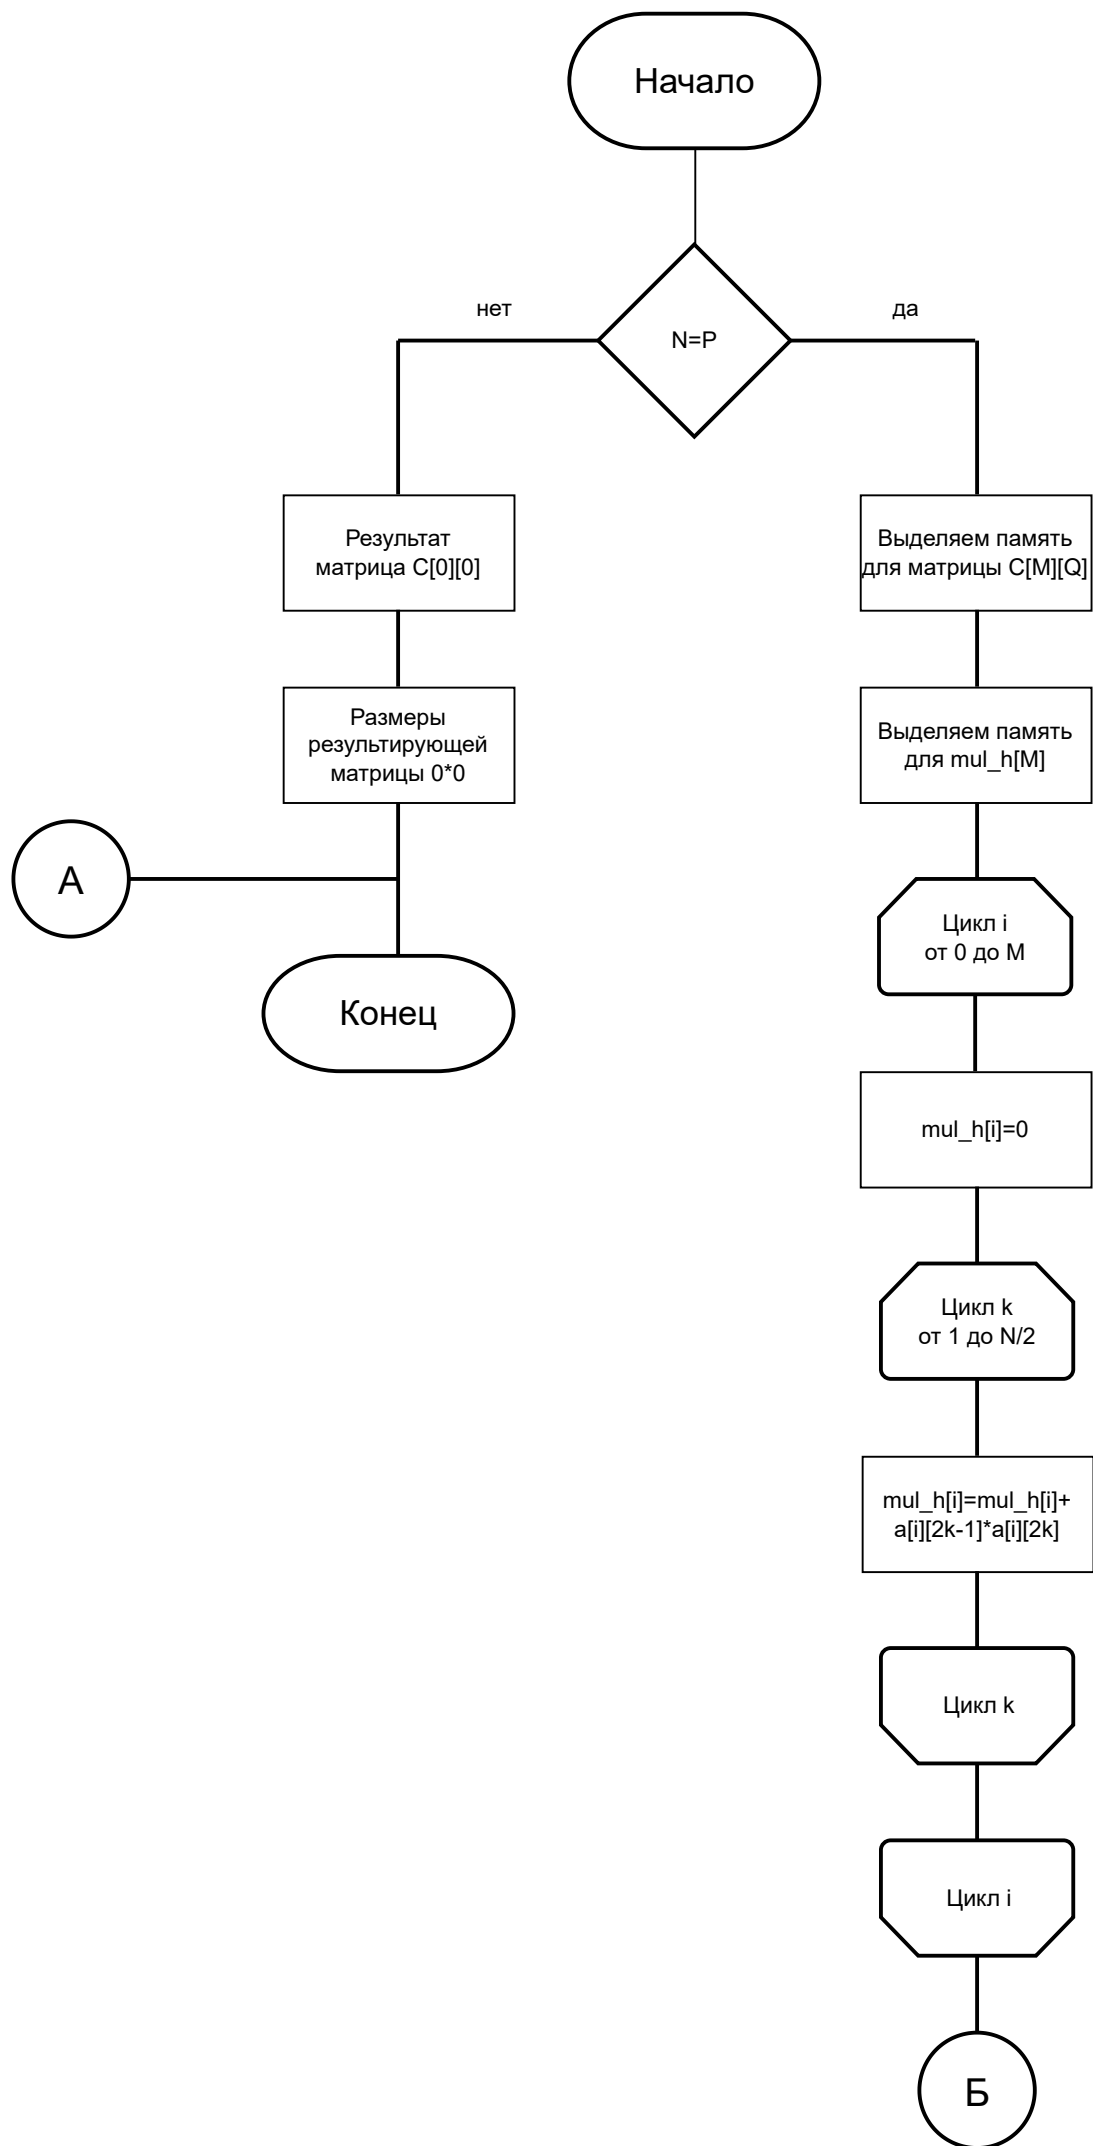 Начало
нет
да
N=P
Результат
матрица C[0][0]
Выделяем память
для матрицы C[M][Q]
Размеры
результирующей
матрицы 0*0
Выделяем память
для mul_h[M]
А
Цикл i
от 0 до M
Конец
mul_h[i]=0
Цикл k
от 1 до N/2
mul_h[i]=mul_h[i]+
a[i][2k-1]*a[i][2k]
Цикл k
Цикл i
Б